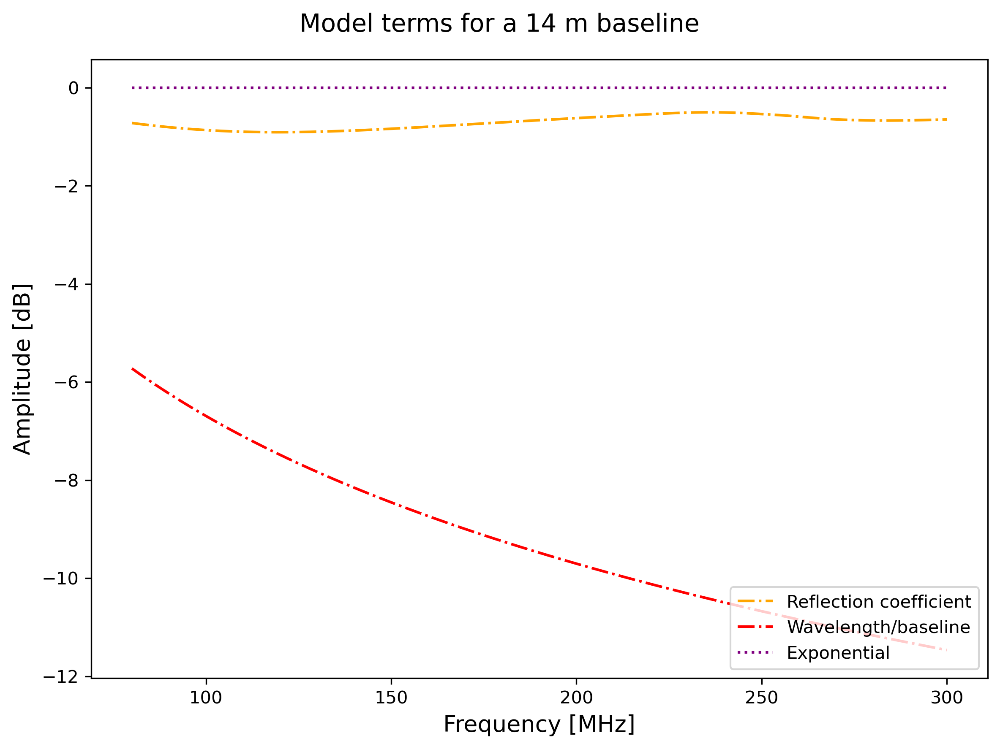 Model terms for a 14 m baseline
Amplitude [dB]
0
−2
−4
−6
−8
−10
−12
Reflection coefficient
Wavelength/baseline
Exponential
100 150 200 250 300
Frequency [MHz]